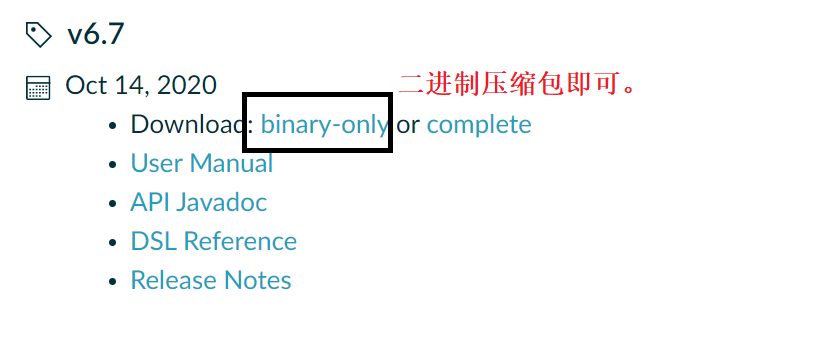 v6.7
Oct 14, 2020
二进制压缩包即可。
Download: binary-only or complete
User Manual
API Javadoc
DSL Reference
Release Notes